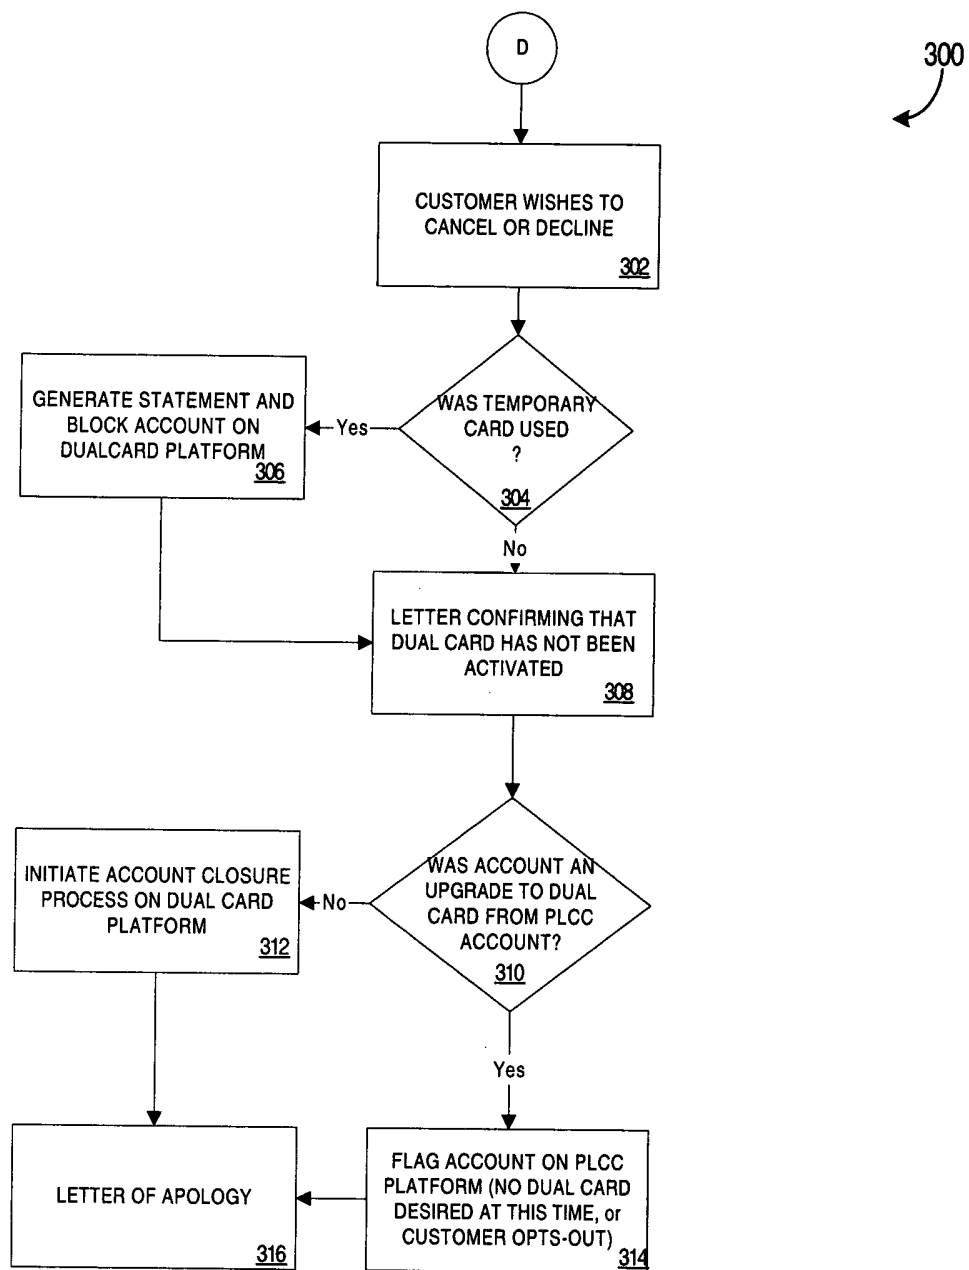 D
300
CUSTOMER WISHES TO
CANCEL OR DECLINE
302
GENERATE STATEMENT AND
BLOCK ACCOUNT ON
DUALCARD PLATFORM
306
Yes
WAS TEMPORARY
CARD USED
?
304
No
LETTER CONFIRMING THAT
DUAL CARD HAS NOT BEEN
ACTIVATED
308
INITIATE ACCOUNT CLOSURE
PROCESS ON DUAL CARD
PLATFORM
312
No
WAS ACCOUNT AN
UPGRADE TO DUAL
CARD FROM PLCC
ACCOUNT?
310
Yes
LETTER OF APOLOGY
316
FLAG ACCOUNT ON PLCC
PLATFORM (NO DUAL CARD
DESIRED AT THIS TIME, or
CUSTOMER OPTS-OUT)
314